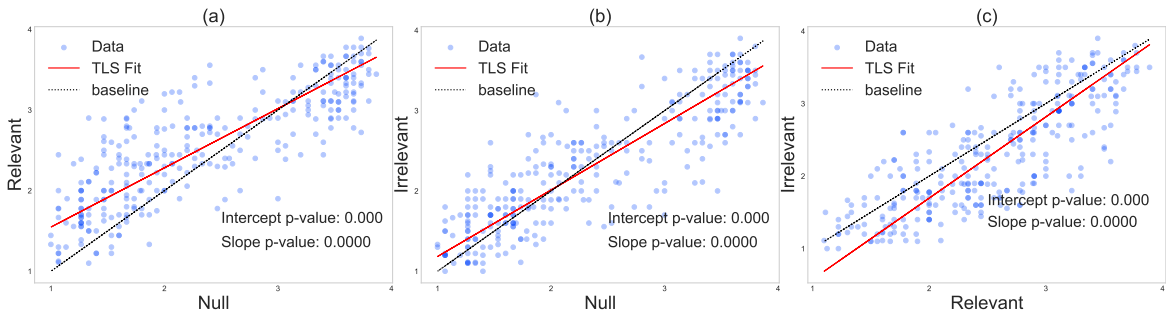 (a)
Data
TLS Fit
baseline
Intercept p-value: 0.000
Slope p-value: 0.0000
Relevant
Null
1
2
3
4
1
2
3
4
(b)
Data
TLS Fit
baseline
Intercept p-value: 0.000
Slope p-value: 0.0000
Irrelevant
Null
1
2
3
4
1
2
3
4
(c)
Data
TLS Fit
baseline
Intercept p-value: 0.000
Slope p-value: 0.0000
Irrelevant
Relevant
1
2
3
4
1
2
3
4